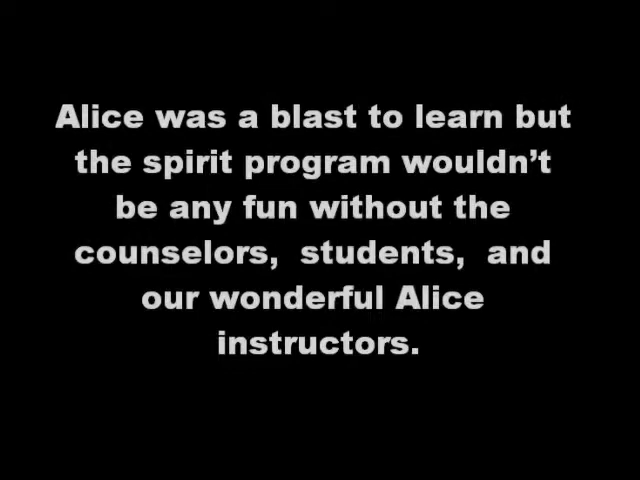 Alice was a blast to learn but
the spirit program wouldn’t
be any fun without the
counselors,  students,  and
our wonderful Alice
instructors.